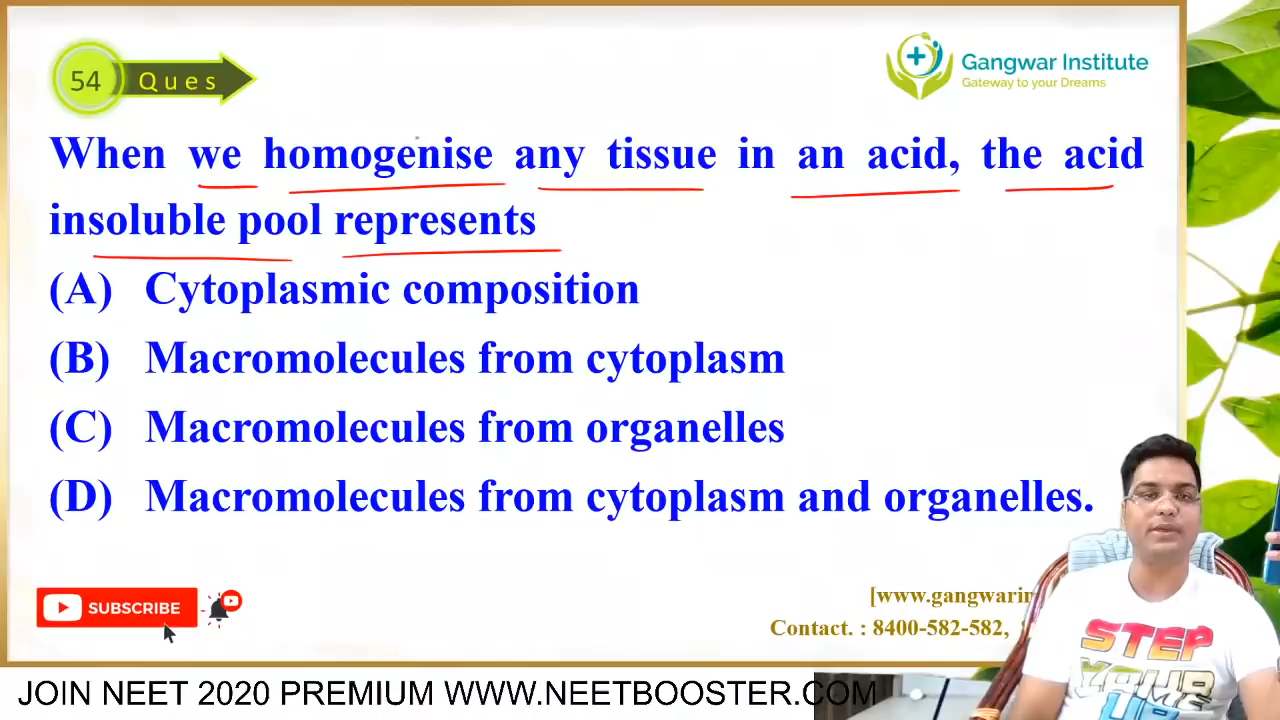 54 Ques
Gangwar Institute
Gateway to your Dreams
When we homogenise any tissue in an acid, the acid
insoluble pool represents
(A) Cytoplasmic composition
(B) Macromolecules from cytoplasm
(C) Macromolecules from organelles
(D) Macromolecules from cytoplasm and organelles.
SUBSCRIBE
Contact. : 8400-582-582,
STEP
YOUR
UP
JOIN NEET 2020 PREMIUM WWW.NEETBOOSTER.COM